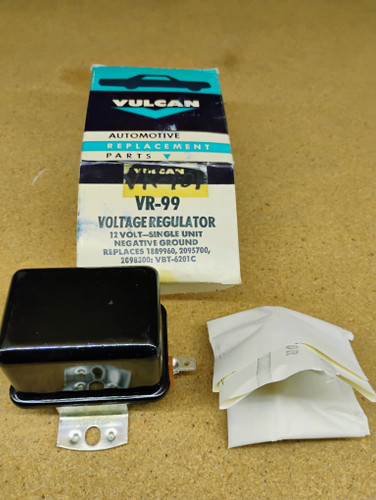 VULCAN
AUTOMOTIVE
REPLACEMENT
PARTS
VULCAN
VR-99
VOLTAGE REGULATOR
12 VOLT—SINGLE UNIT
NEGATIVE GROUND
REPLACES 1889960, 2095700,
2098300; VBT-6201C